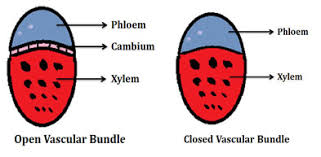 Phloem
Cambium
Xylem
Open Vascular Bundle
Phloem
Xylem
Closed Vascular Bundle